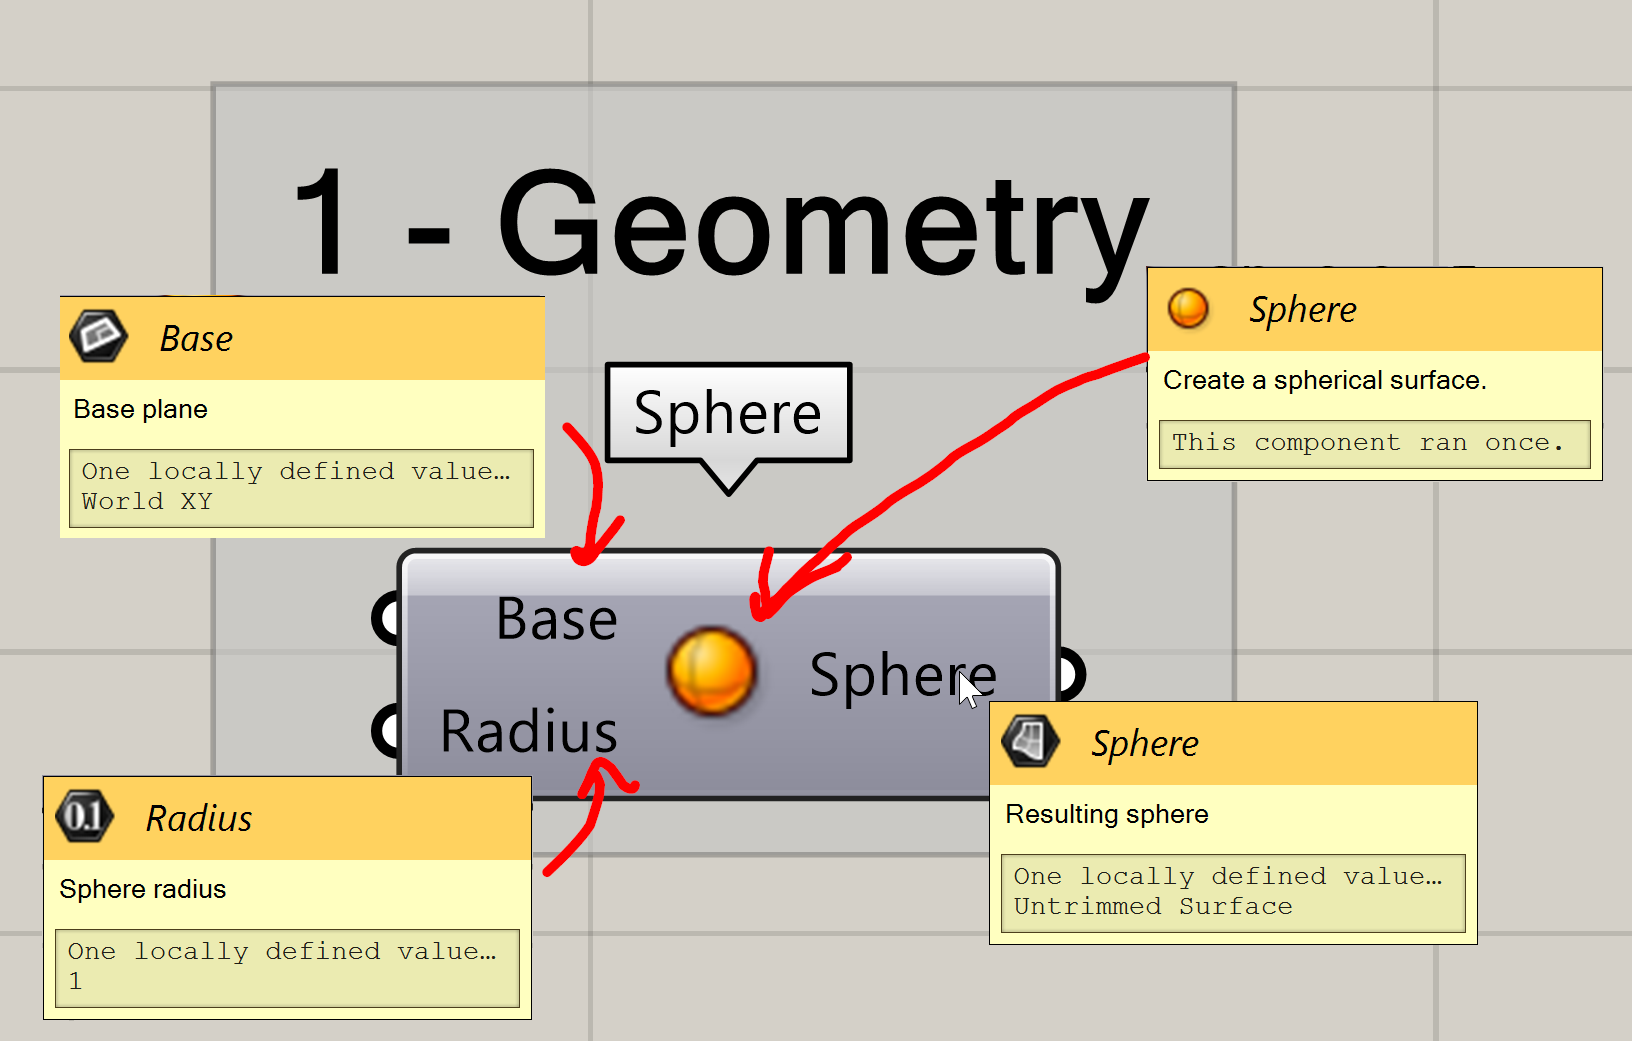 1 - Geometry
Sphere
Create a spherical surface.
This component ran once.
Base
Base plane
One locally defined value…
World XY
Sphere
Base
Sphere
Radius
Sphere
Resulting sphere
One locally defined value…
Untrimmed Surface
Radius
Sphere radius
One locally defined value…
1
0.1